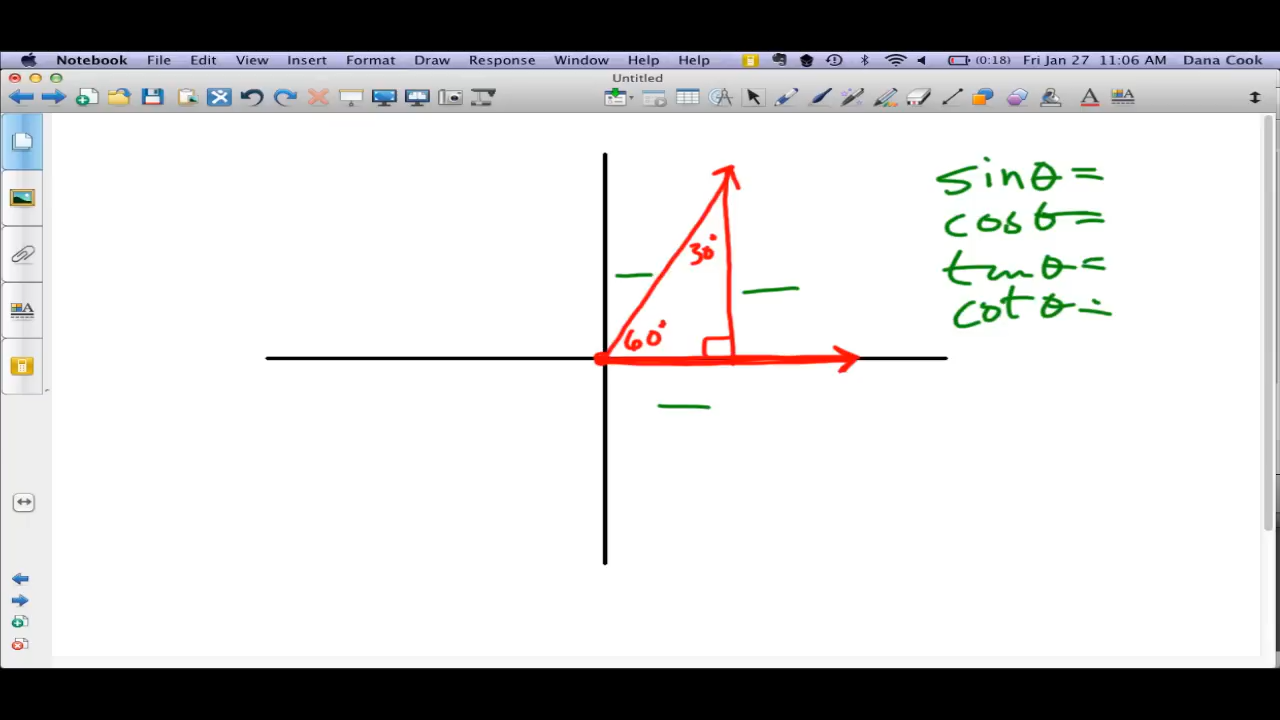 Notebook File Edit View Insert Format Draw Response Window Help Help (0:18) Fri Jan 27 11:06 AM Dana Cook
Untitled
sinθ=
cosθ=
tanθ=
cotθ=
30°
60°